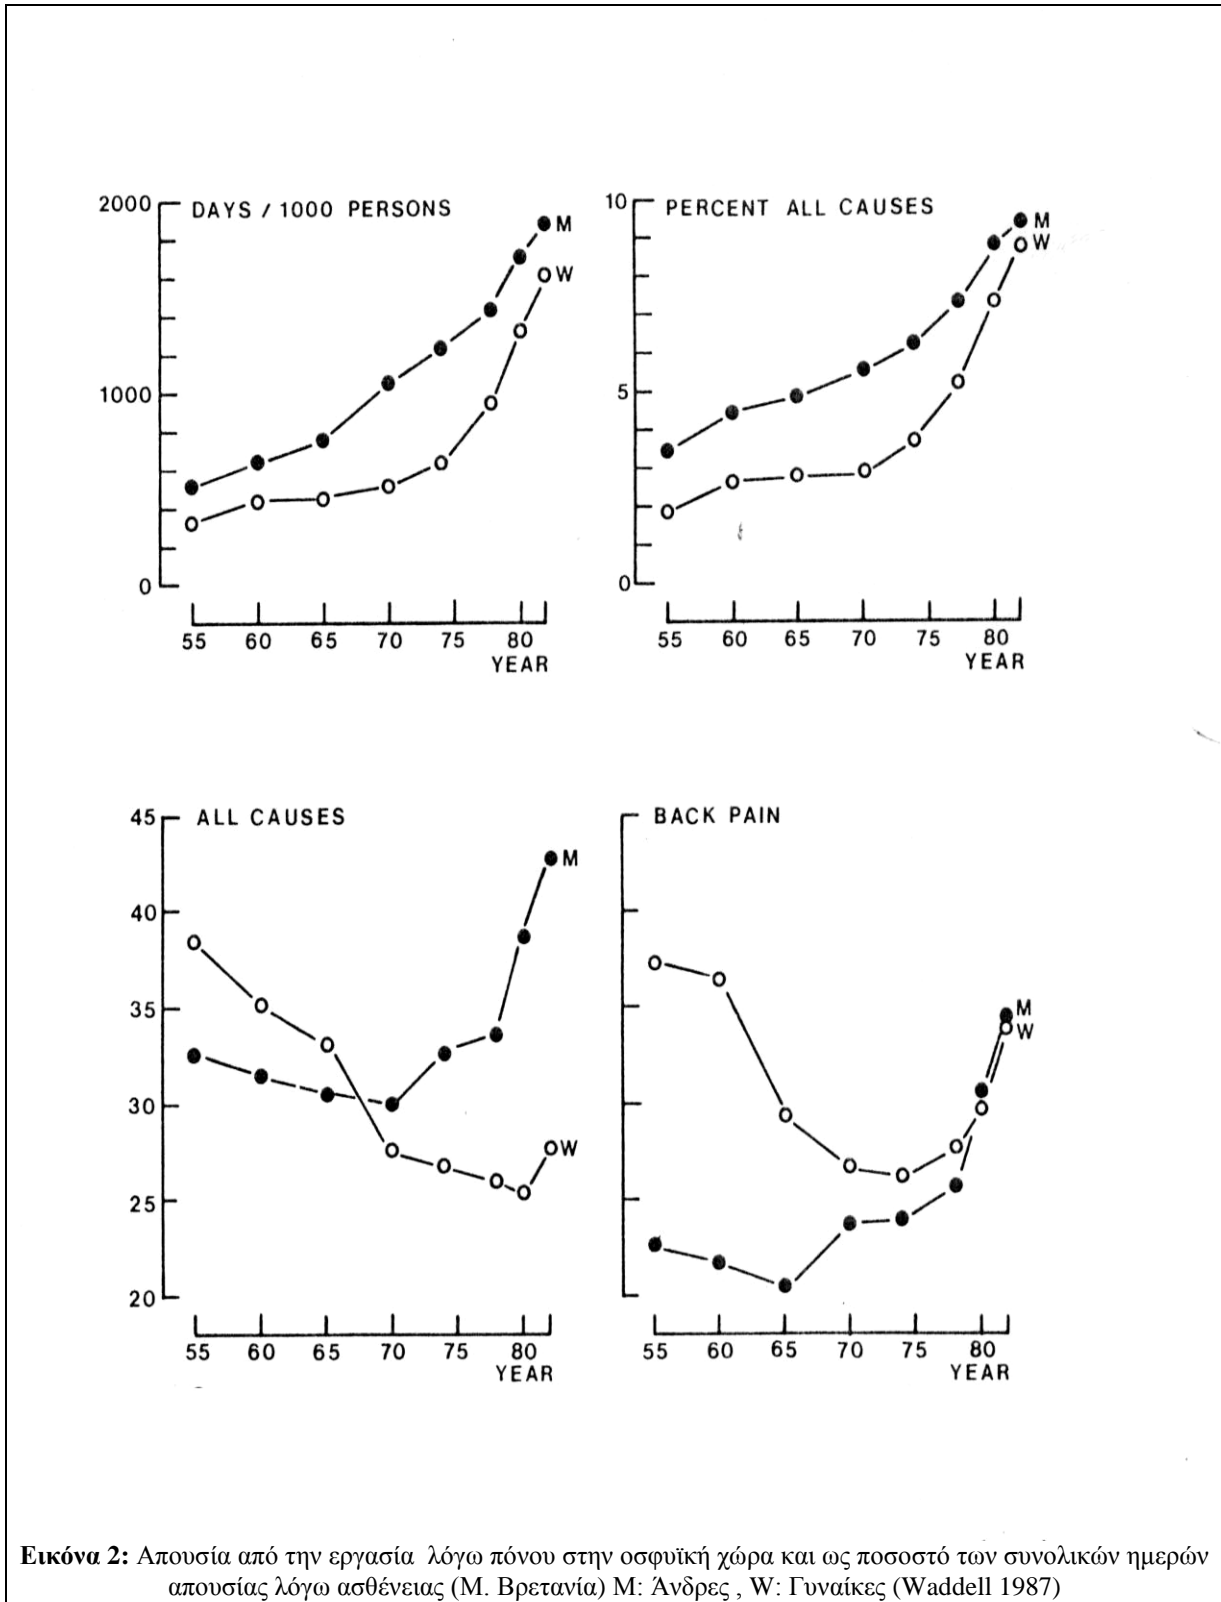 DAYS / 1000 PERSONS
2000
1000
0
M
W
55 60 65 70 75 80
YEAR
PERCENT ALL CAUSES
10
5
0
M
W
55 60 65 70 75 80
YEAR
ALL CAUSES
45
40
35
30
25
20
M
W
55 60 65 70 75 80
YEAR
BACK PAIN
M
W
55 60 65 70 75 80
YEAR
Εικόνα 2: Απουσία από την εργασία λόγω πόνου στην οσφυϊκή χώρα και ως ποσοστό των συνολικών ημερών
απουσίας λόγω ασθένειας (Μ. Βρετανία) Μ: Άνδρες , W: Γυναίκες (Waddell 1987)